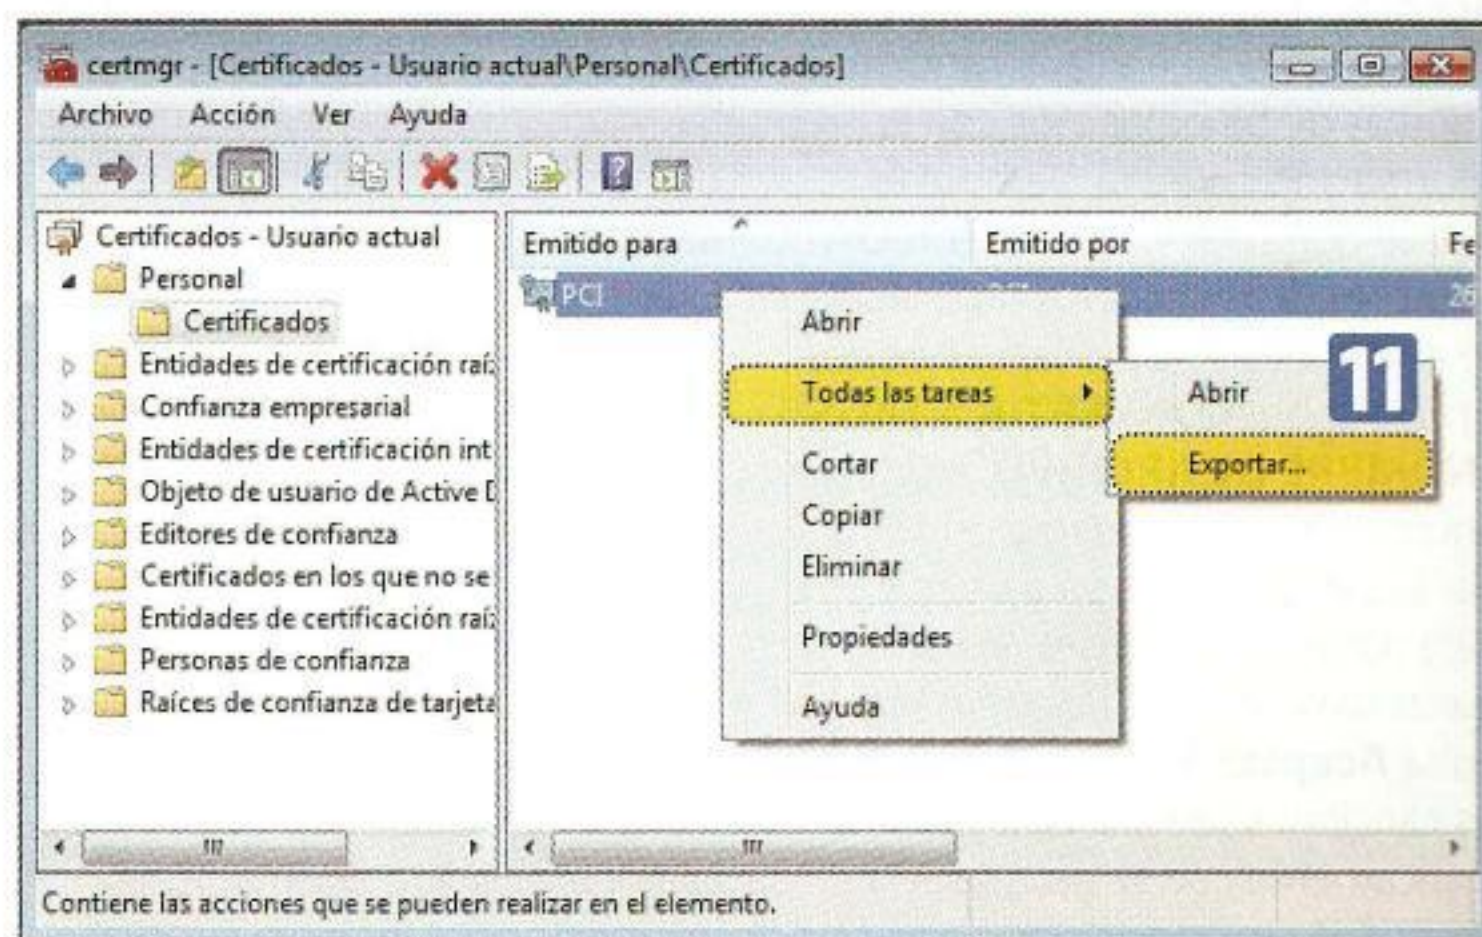 certmgr - [Certificados - Usuario actual\Personal\Certificados]
Archivo Acción Ver Ayuda
Certificados - Usuario actual
Personal
Certificados
Entidades de certificación raíz
Confianza empresarial
Entidades de certificación int
Objeto de usuario de Active D
Editores de confianza
Certificados en los que no se
Entidades de certificación raíz
Personas de confianza
Raíces de confianza de tarjeta
Emitido para Emitido por Fe
PCI 26
Abrir
Todas las tareas
Cortar
Copiar
Eliminar
Propiedades
Ayuda
Abrir
11
Exportar...
Contiene las acciones que se pueden realizar en el elemento.